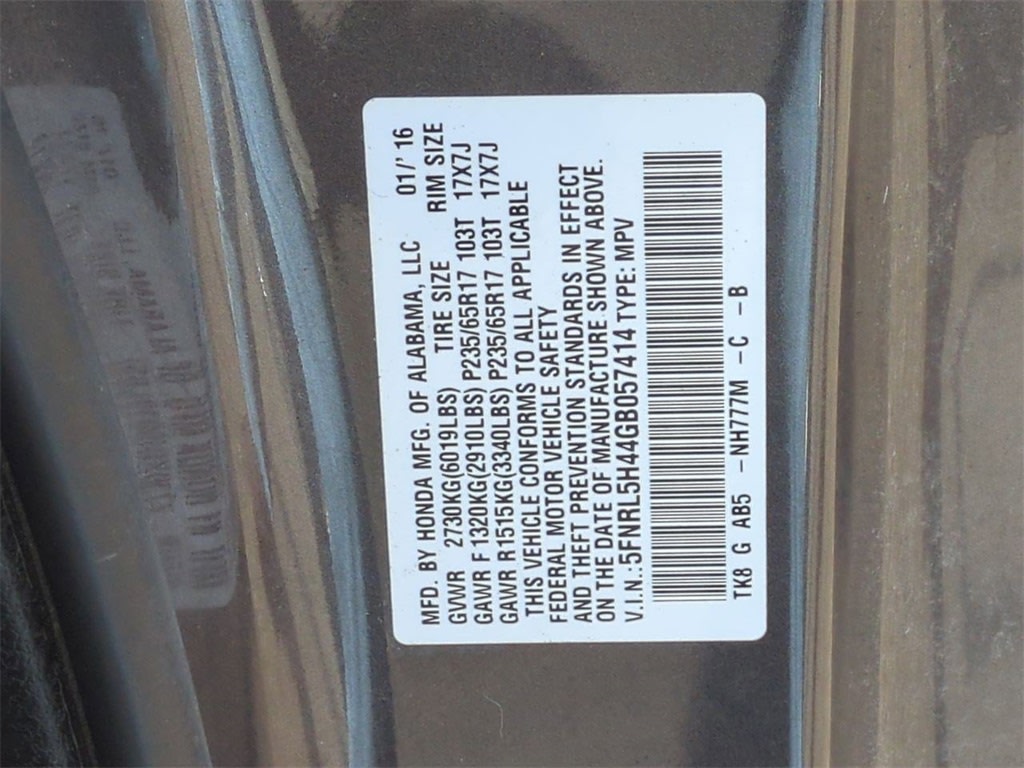 MFD. BY HONDA MFG. OF ALABAMA, LLC 01/' 16
GVWR 2730KG(6019LBS) TIRE SIZE RIM SIZE
GAWR F 1320KG(2910LBS) P235/65R17 103T 17X7J
GAWR R1515KG(3340LBS) P235/65R17 103T 17X7J
THIS VEHICLE CONFORMS TO ALL APPLICABLE
FEDERAL MOTOR VEHICLE SAFETY
AND THEFT PREVENTION STANDARDS IN EFFECT
ON THE DATE OF MANUFACTURE SHOWN ABOVE.
V.I.N.:5FNRL5H44GB057414 TYPE: MPV
TK8 G AB5 -NH777M -C -B